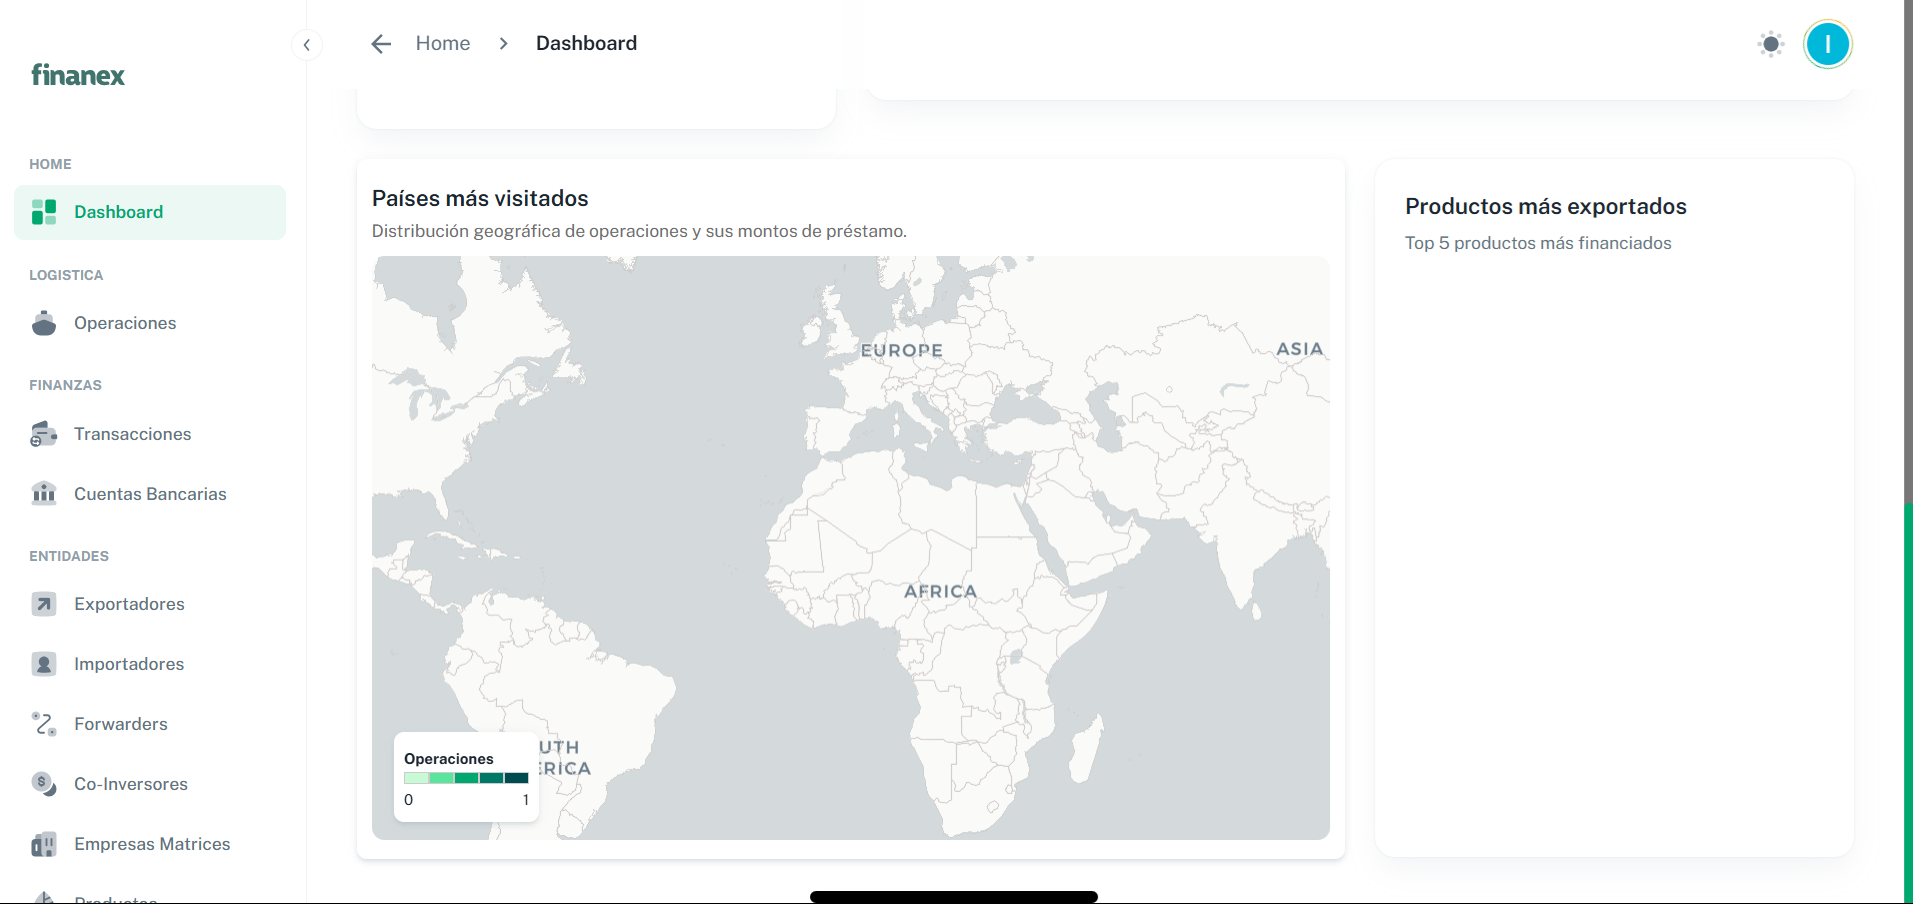 finanex
HOME
Dashboard
LOGISTICA
Operaciones
FINANZAS
Transacciones
Cuentas Bancarias
ENTIDADES
Exportadores
Importadores
Forwarders
Co-Inversores
Empresas Matrices
Productos
Home
Dashboard
I
Países más visitados
Distribución geográfica de operaciones y sus montos de préstamo.
EUROPE
ASIA
AFRICA
UTH
ERICA
Operaciones
0 1
Productos más exportados
Top 5 productos más financiados